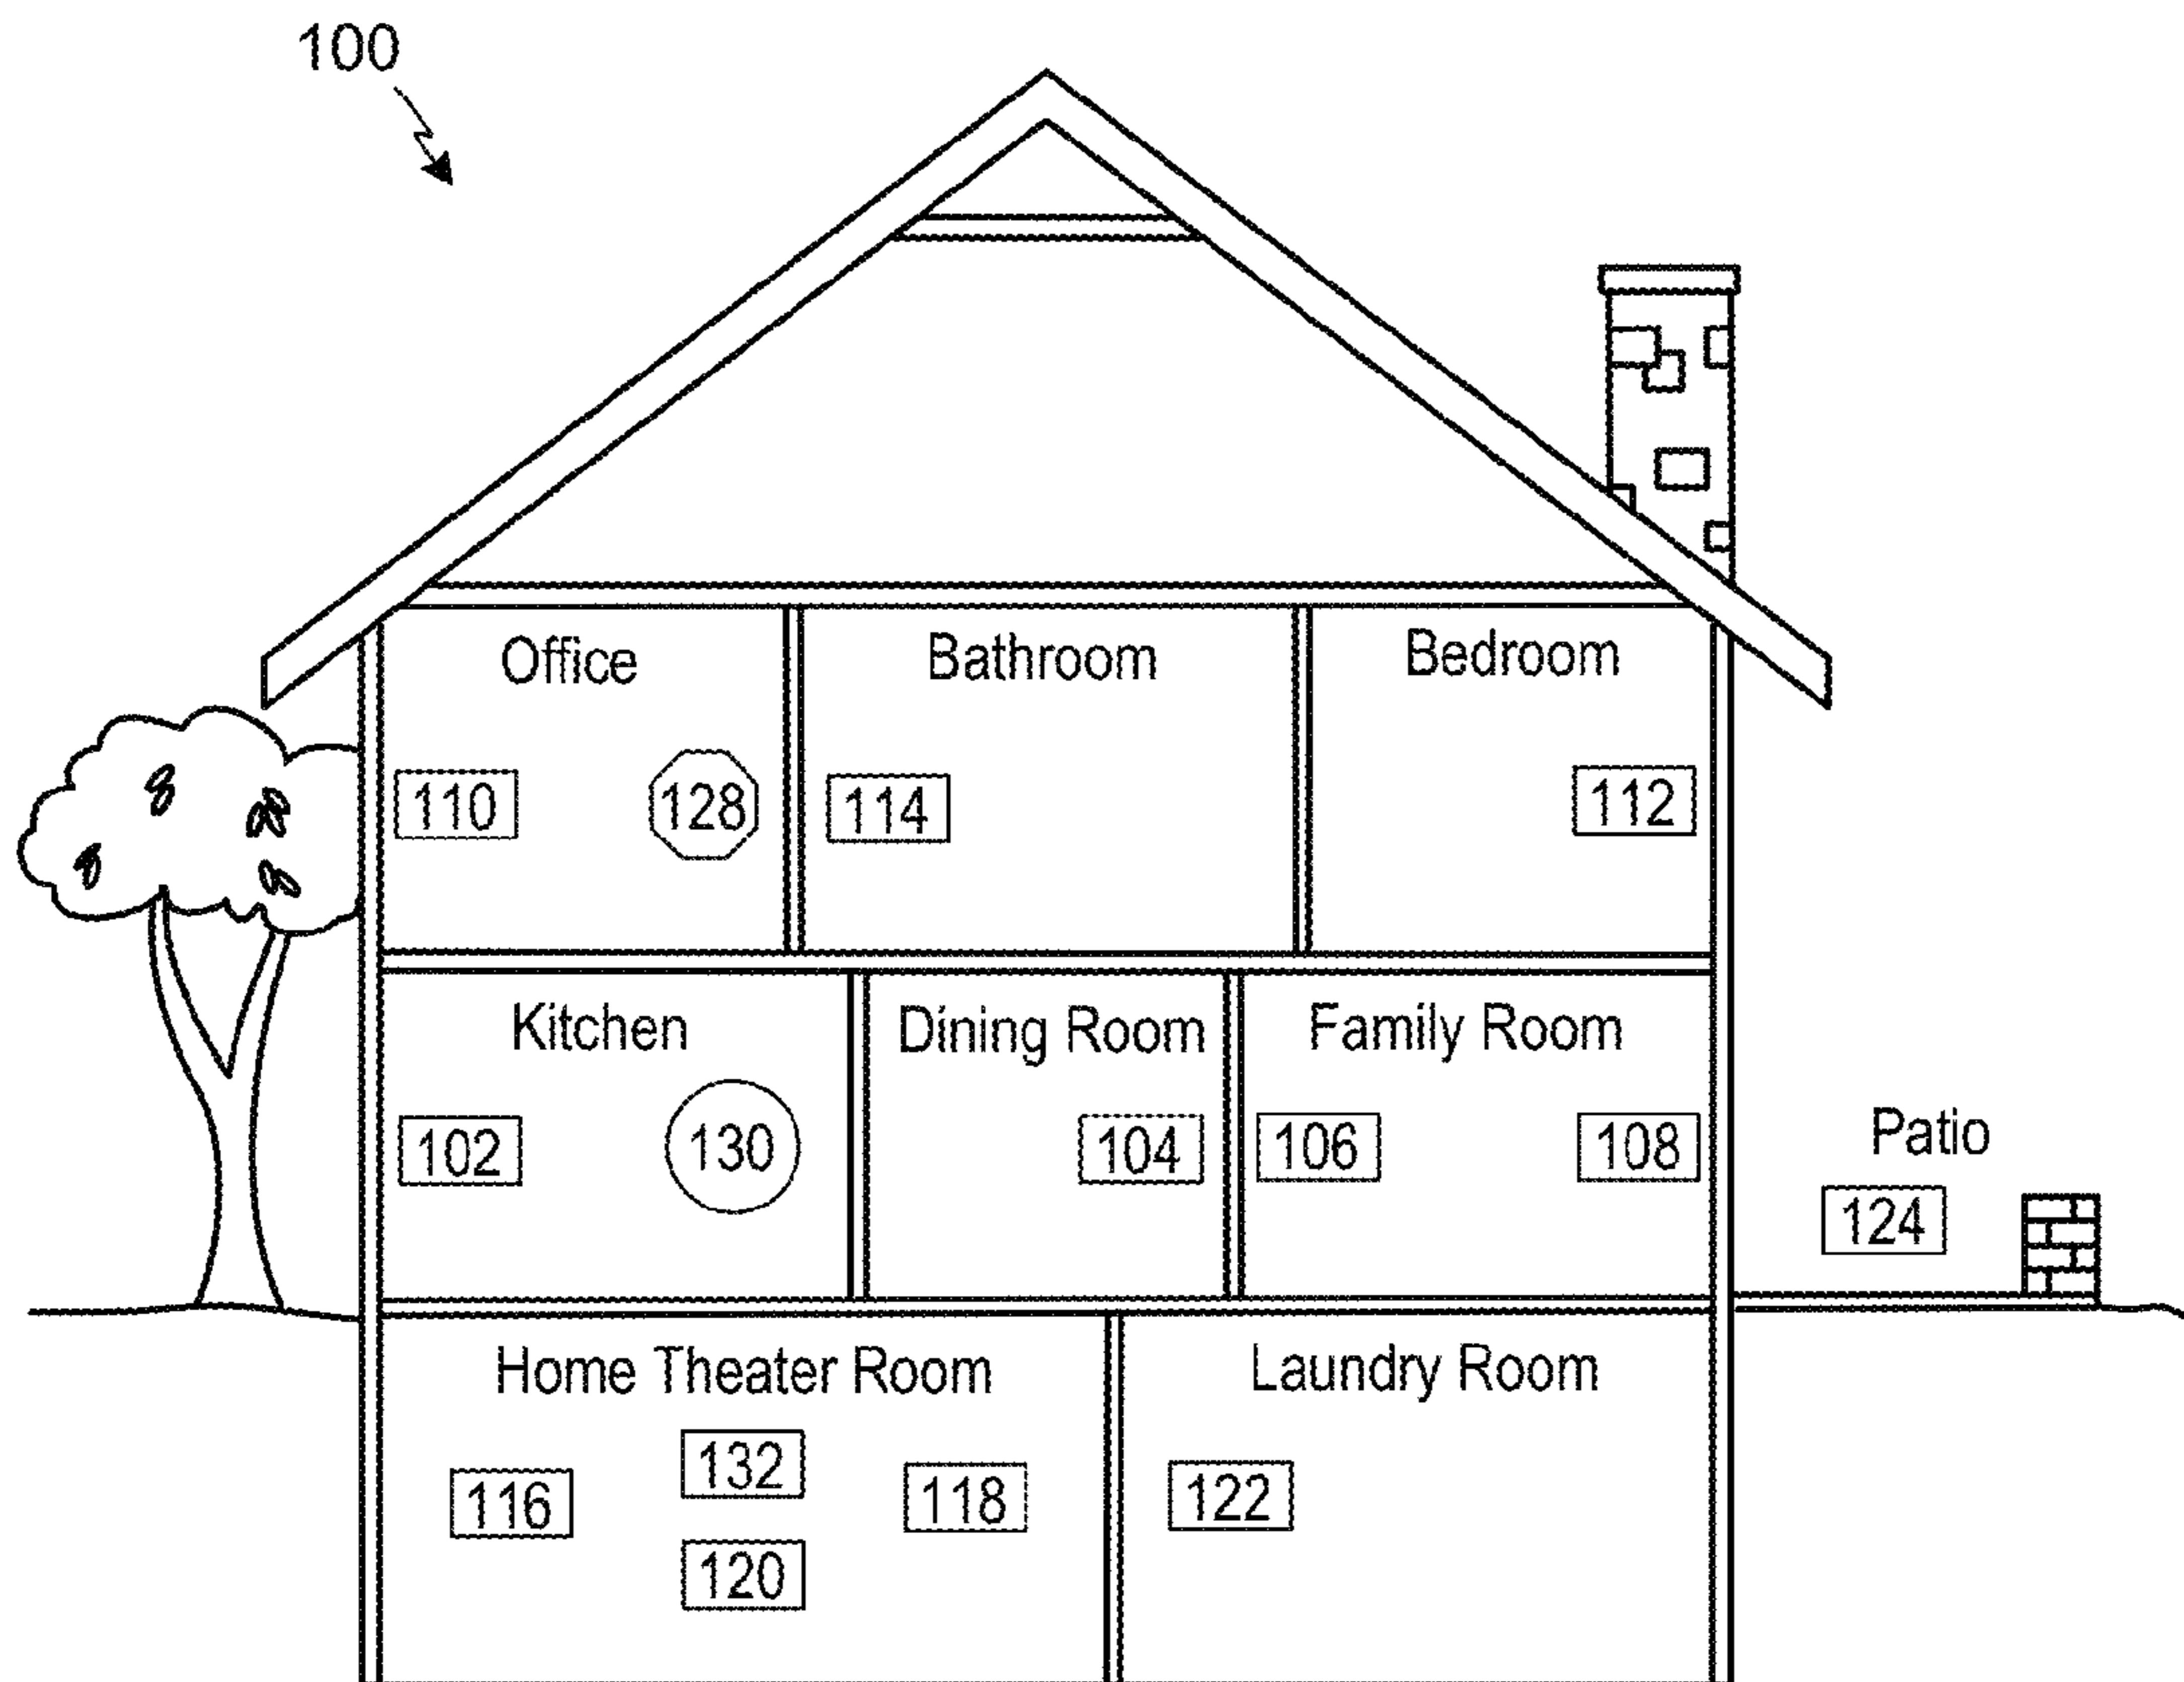 100
Office
Bathroom
Bedroom
110
128
114
112
Kitchen
Dining Room
Family Room
102
130
104
106
108
Patio
124
Home Theater Room
Laundry Room
116
132
118
120
122